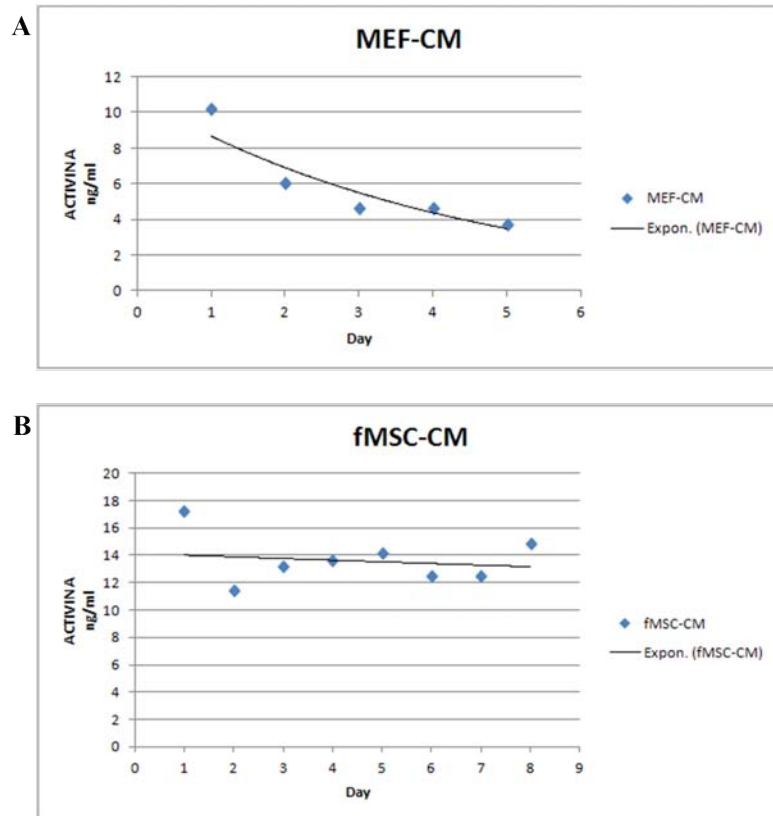 A
MEF-CM
12
10
8
6
4
2
0
ACTIVINA
ng/ml
0 1 2 3 4 5 6
Day
MEF-CM
Expon. (MEF-CM)
B
fMSC-CM
20
18
16
14
12
10
8
6
4
2
0
ACTIVINA
ng/ml
0 1 2 3 4 5 6 7 8 9
Day
fMSC-CM
Expon. (fMSC-CM)